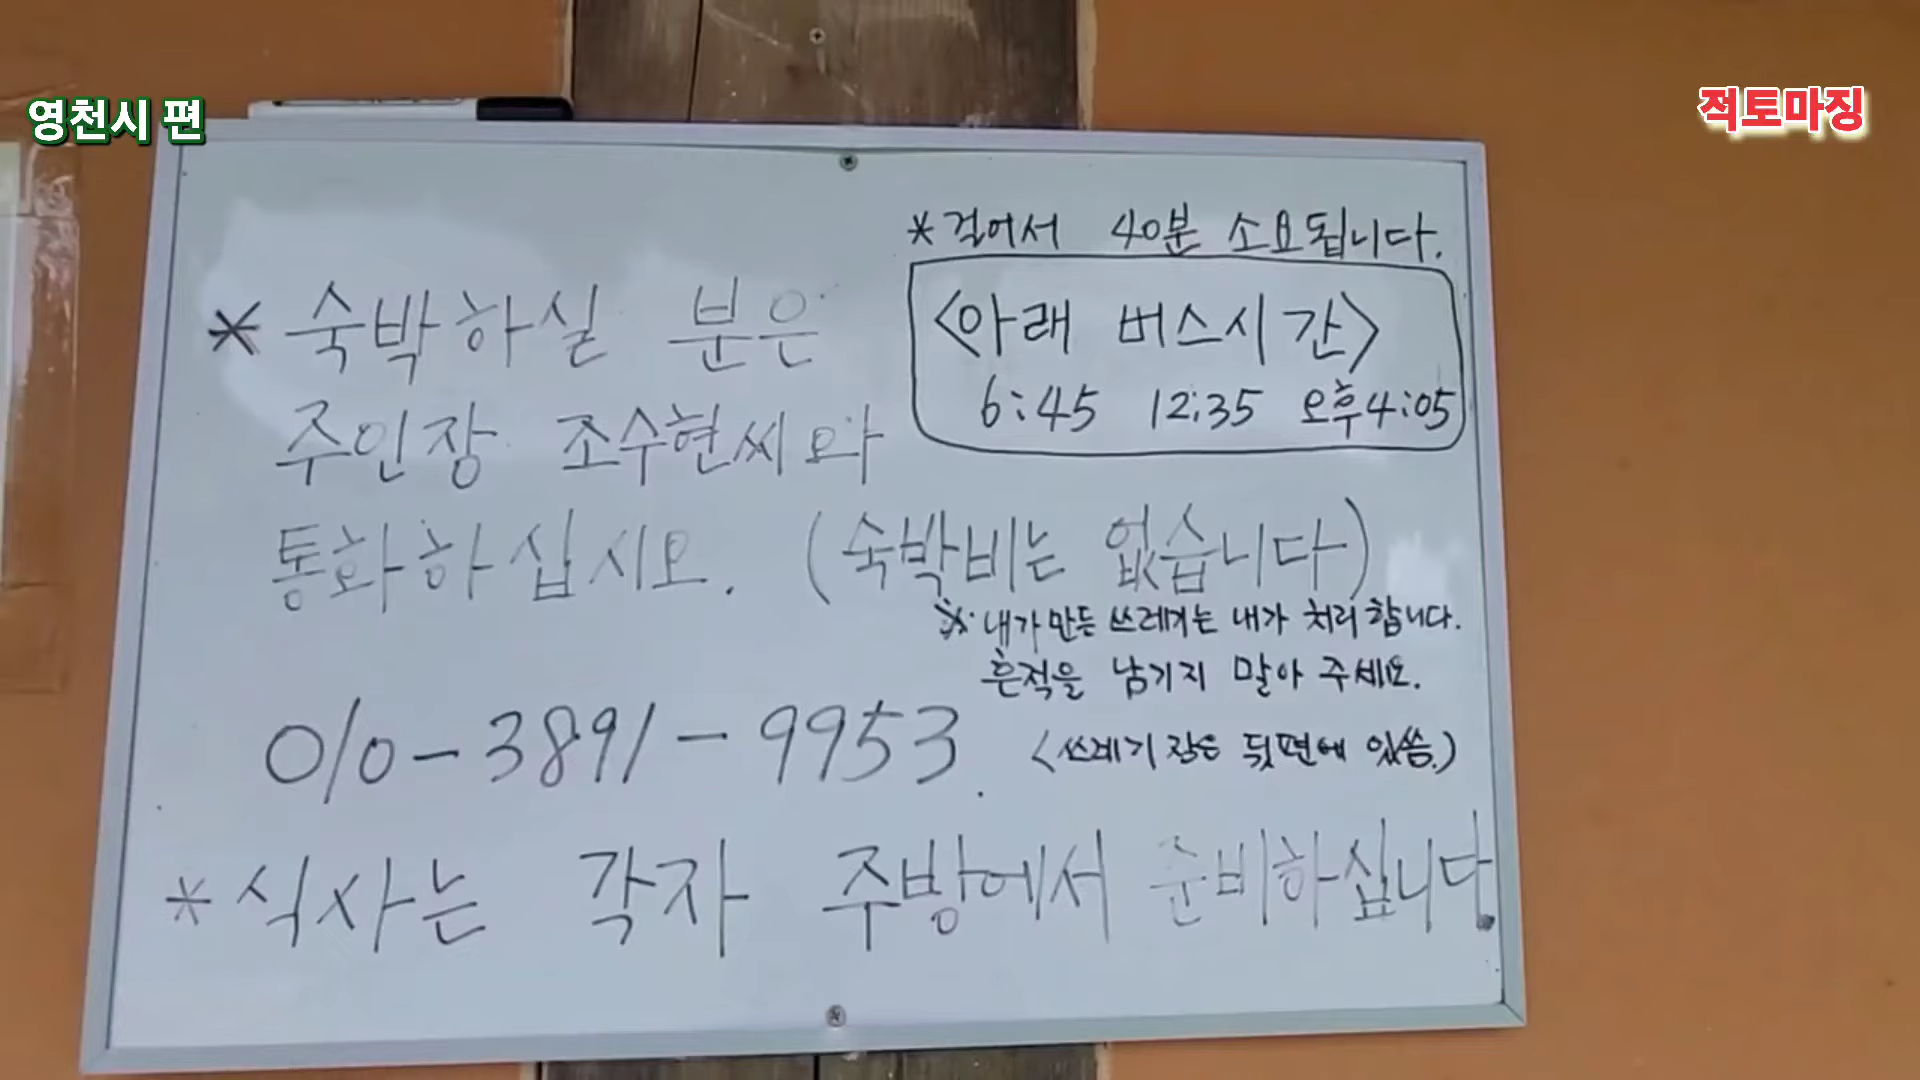 영천시 편
적토마징
*걸어서 40분 소요됩니다.
<아래 버스시간>
6:45 12:35 오후4:05
*숙박하실 분은
주인장 조수현씨와
통화하십시오. (숙박비는 없습니다)
※내가만든 쓰레기는 내가 처리합니다.
흔적을 남기지 말아 주세요.
<쓰레기장은 뒷편에 있씀.)
010-3891-9953.
*식사는 각자 주방에서 준비하십니다.